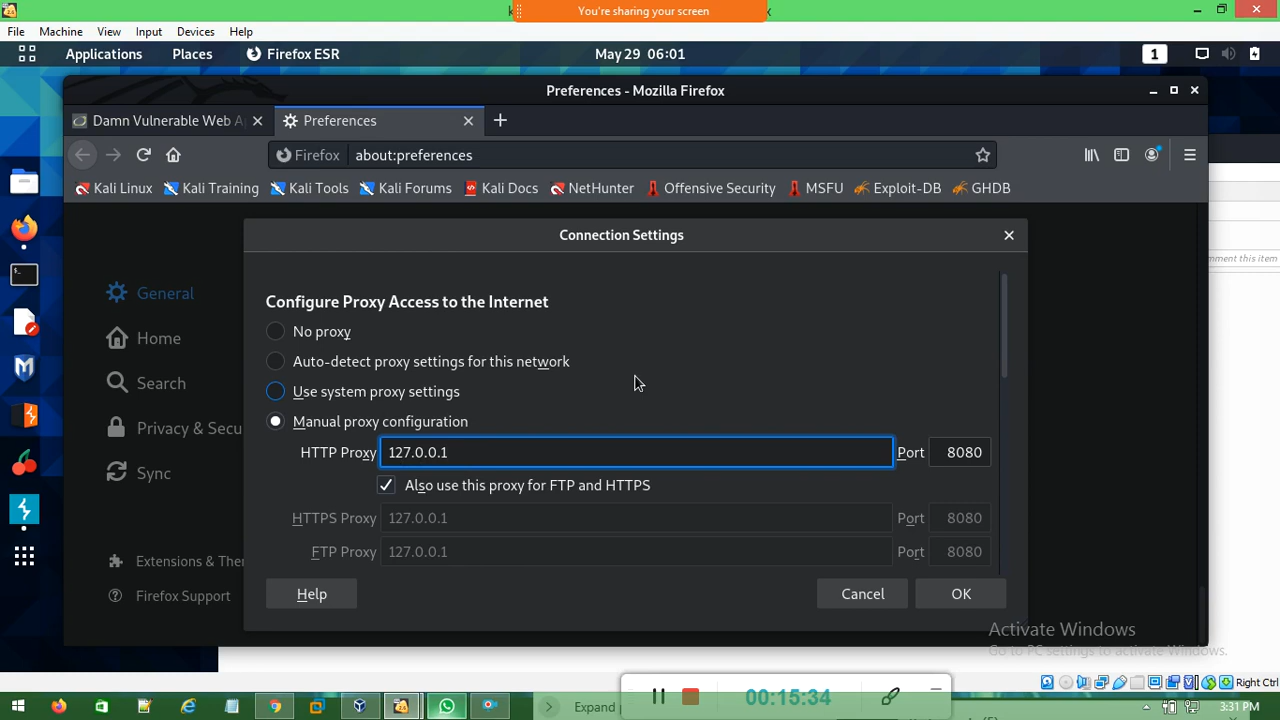 You're sharing your screen
File Machine View Input Devices Help
Applications Places Firefox ESR May 29 06:01 1
Preferences - Mozilla Firefox
Damn Vulnerable Web A Preferences
Firefox about:preferences
Kali Linux Kali Training Kali Tools Kali Forums Kali Docs NetHunter Offensive Security MSFU Exploit-DB GHDB
Connection Settings
mment this item
General
Home
Search
Privacy & Secu
Sync
Extensions & The
Firefox Support
Configure Proxy Access to the Internet
No proxy
Auto-detect proxy settings for this network
Use system proxy settings
Manual proxy configuration
HTTP Proxy 127.0.0.1 Port 8080
Also use this proxy for FTP and HTTPS
HTTPS Proxy 127.0.0.1 Port 8080
FTP Proxy 127.0.0.1 Port 8080
Help Cancel OK
Activate Windows
Go to PC settings to activate Windows.
Right Ctrl
00:15:34
Expand
3:31 PM